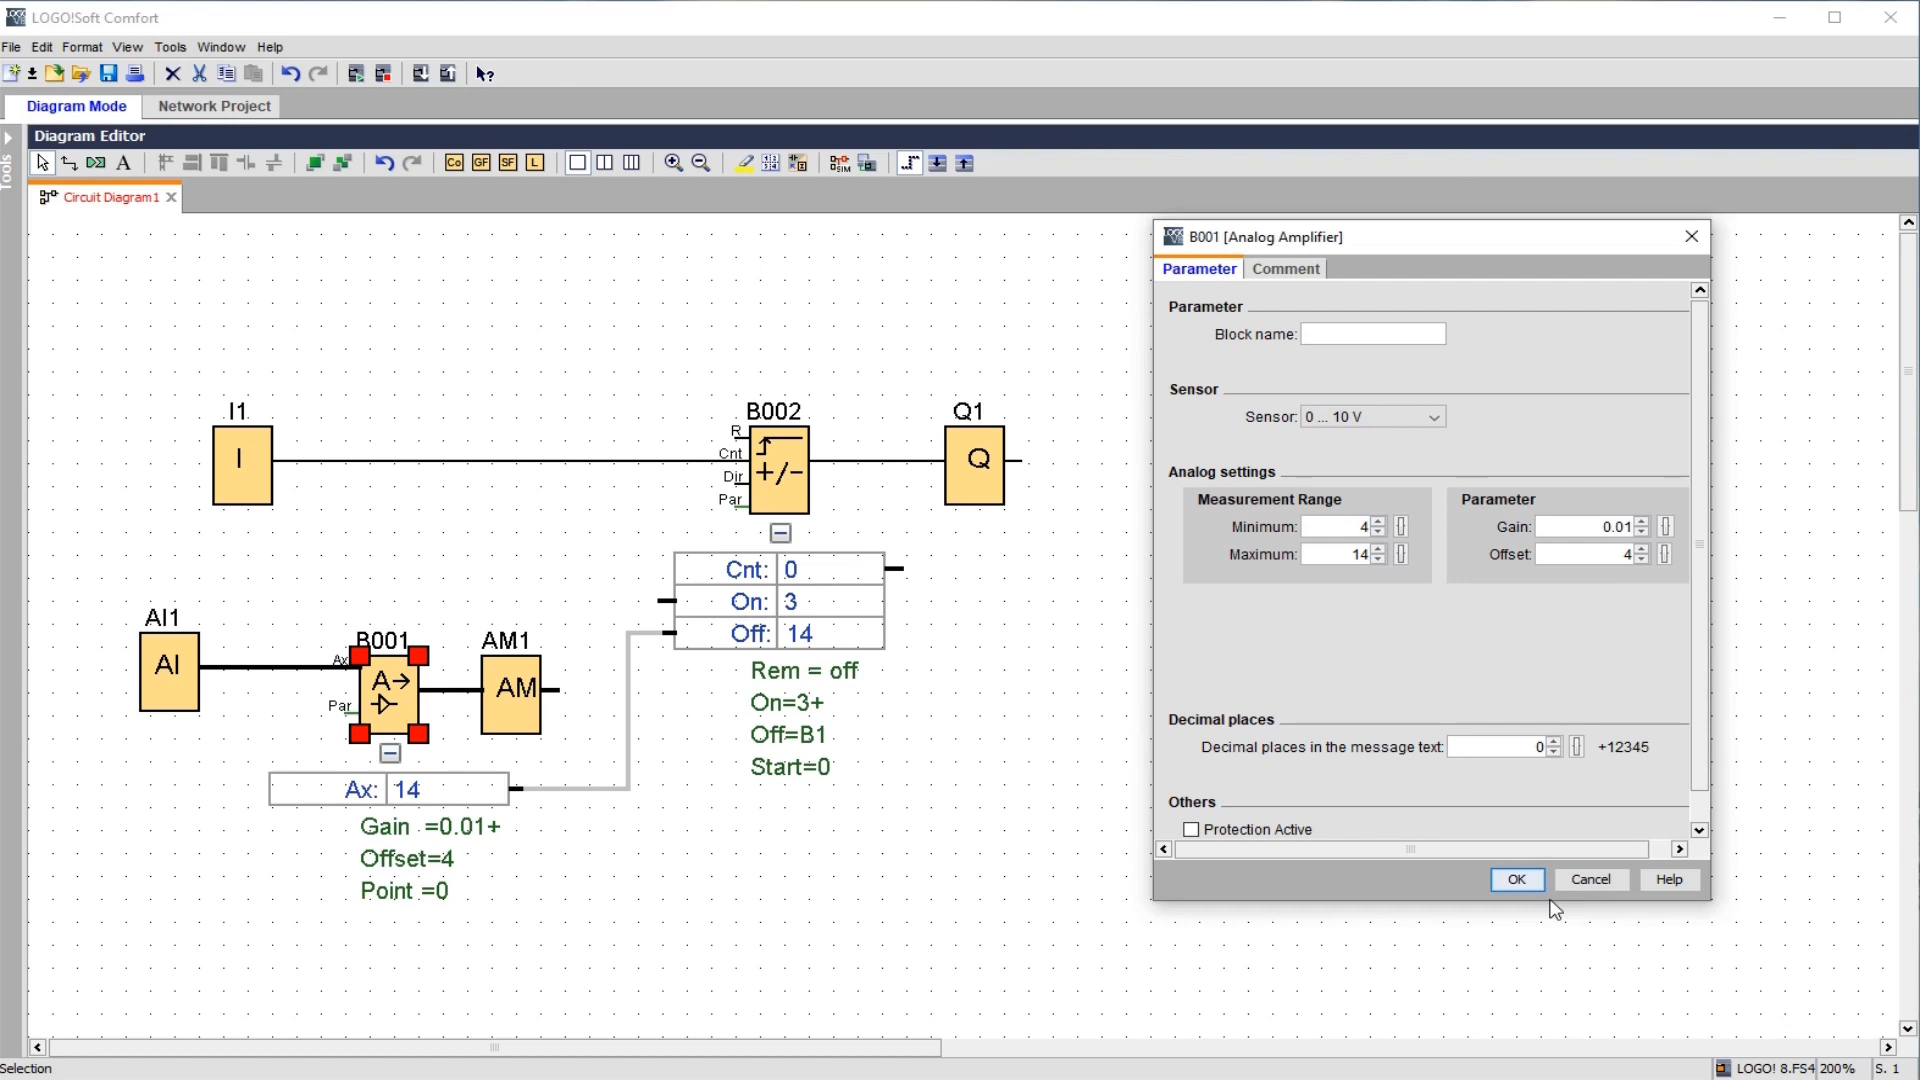 LOGO!Soft Comfort
File Edit Format View Tools Window Help
Diagram Mode Network Project
Diagram Editor
Tools
Co GF SF L
Circuit Diagram1
I1
I
B002
R
Cnt
Dir
Par
+/−
Q1
Q
Cnt: 0
On: 3
Off: 14
Rem = off
On=3+
Off=B1
Start=0
AI1
AI
B001
Ax
Par
A→
AM1
AM
Ax: 14
Gain =0.01+
Offset=4
Point =0
B001 [Analog Amplifier]
Parameter Comment
Parameter
Block name:
Sensor
Sensor: 0 ... 10 V
Analog settings
Measurement Range Parameter
Minimum: 4 Gain: 0.01
Maximum: 14 Offset: 4
Decimal places
Decimal places in the message text: 0 +12345
Others
Protection Active
OK Cancel Help
Selection LOGO! 8.FS4 200% S. 1